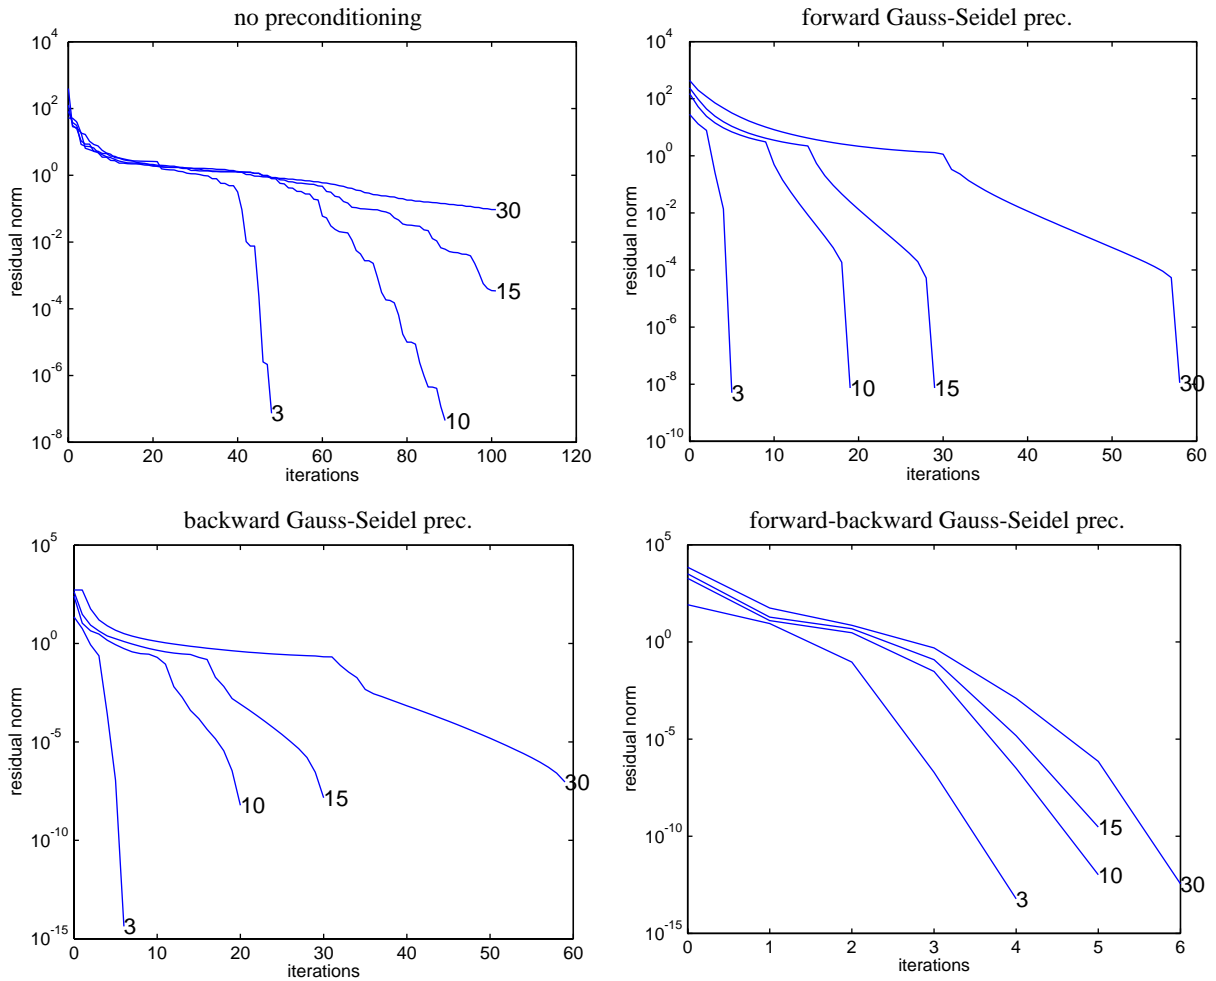 no preconditioning
10^4
10^2
10^0
10^-2
10^-4
10^-6
10^-8
residual norm
0 20 40 60 80 100 120
iterations
30
15
3
10
forward Gauss-Seidel prec.
10^4
10^2
10^0
10^-2
10^-4
10^-6
10^-8
10^-10
residual norm
0 10 20 30 40 50 60
iterations
3
10
15
30
backward Gauss-Seidel prec.
10^5
10^0
10^-5
10^-10
10^-15
residual norm
0 10 20 30 40 50 60
iterations
30
15
10
3
forward-backward Gauss-Seidel prec.
10^5
10^0
10^-5
10^-10
10^-15
residual norm
0 1 2 3 4 5 6
iterations
15
10
30
3